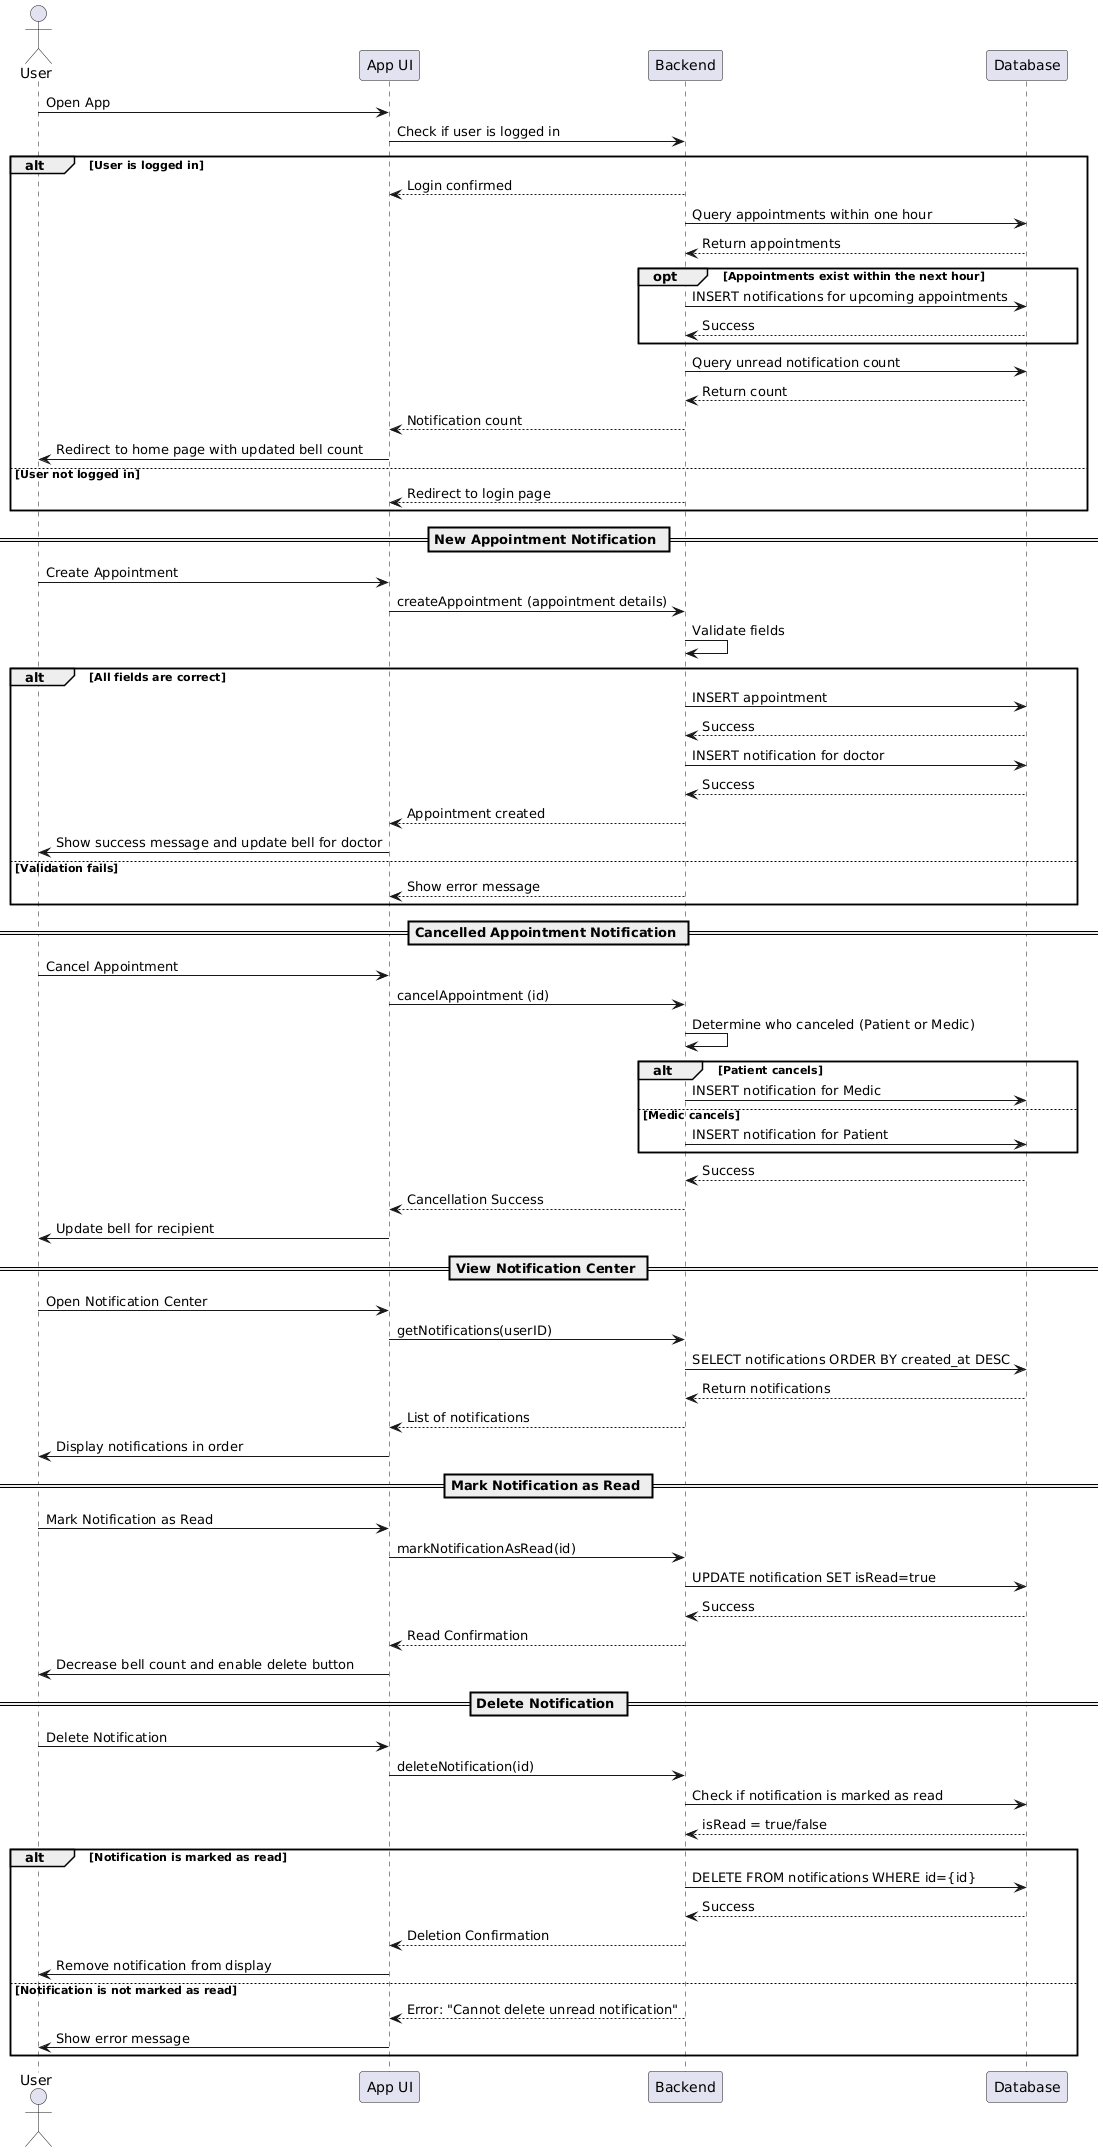 User
App UI
Backend
Database
Open App
Check if user is logged in
alt [User is logged in]
Login confirmed
Query appointments within one hour
Return appointments
opt [Appointments exist within the next hour]
INSERT notifications for upcoming appointments
Success
Query unread notification count
Return count
Notification count
Redirect to home page with updated bell count
[User not logged in]
Redirect to login page
New Appointment Notification
Create Appointment
createAppointment (appointment details)
Validate fields
alt [All fields are correct]
INSERT appointment
Success
INSERT notification for doctor
Success
Appointment created
Show success message and update bell for doctor
[Validation fails]
Show error message
Cancelled Appointment Notification
Cancel Appointment
cancelAppointment (id)
Determine who canceled (Patient or Medic)
alt [Patient cancels]
INSERT notification for Medic
[Medic cancels]
INSERT notification for Patient
Success
Cancellation Success
Update bell for recipient
View Notification Center
Open Notification Center
getNotifications(userID)
SELECT notifications ORDER BY created_at DESC
Return notifications
List of notifications
Display notifications in order
Mark Notification as Read
Mark Notification as Read
markNotificationAsRead(id)
UPDATE notification SET isRead=true
Success
Read Confirmation
Decrease bell count and enable delete button
Delete Notification
Delete Notification
deleteNotification(id)
Check if notification is marked as read
isRead = true/false
alt [Notification is marked as read]
DELETE FROM notifications WHERE id={id}
Success
Deletion Confirmation
Remove notification from display
[Notification is not marked as read]
Error: "Cannot delete unread notification"
Show error message
User
App UI
Backend
Database